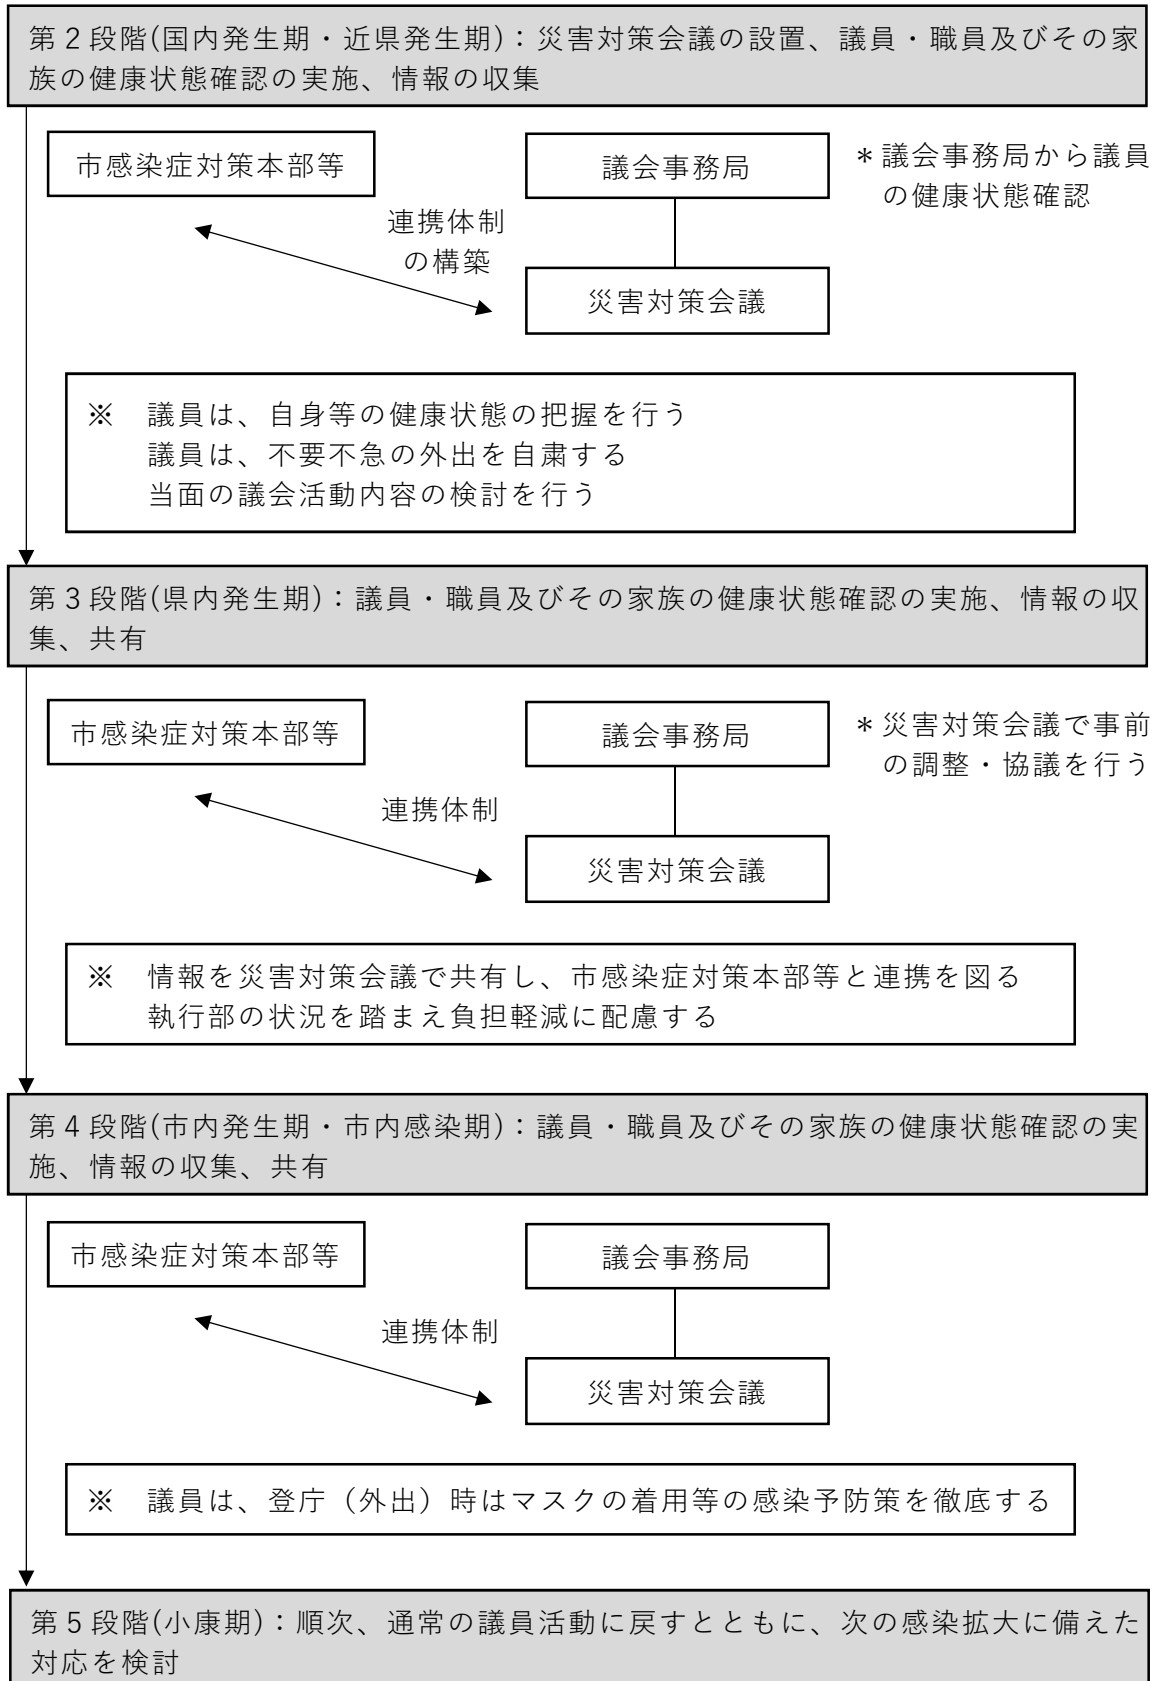 第２段階(国内発生期・近県発生期)：災害対策会議の設置、議員・職員及びその家
族の健康状態確認の実施、情報の収集
市感染症対策本部等
議会事務局
＊議会事務局から議員
の健康状態確認
連携体制
の構築
災害対策会議
※　議員は、自身等の健康状態の把握を行う
議員は、不要不急の外出を自粛する
当面の議会活動内容の検討を行う
第３段階(県内発生期)：議員・職員及びその家族の健康状態確認の実施、情報の収
集、共有
市感染症対策本部等
議会事務局
＊災害対策会議で事前
の調整・協議を行う
連携体制
災害対策会議
※　情報を災害対策会議で共有し、市感染症対策本部等と連携を図る
執行部の状況を踏まえ負担軽減に配慮する
第４段階(市内発生期・市内感染期)：議員・職員及びその家族の健康状態確認の実
施、情報の収集、共有
市感染症対策本部等
議会事務局
連携体制
災害対策会議
※　議員は、登庁（外出）時はマスクの着用等の感染予防策を徹底する
第５段階(小康期)：順次、通常の議員活動に戻すとともに、次の感染拡大に備えた
対応を検討